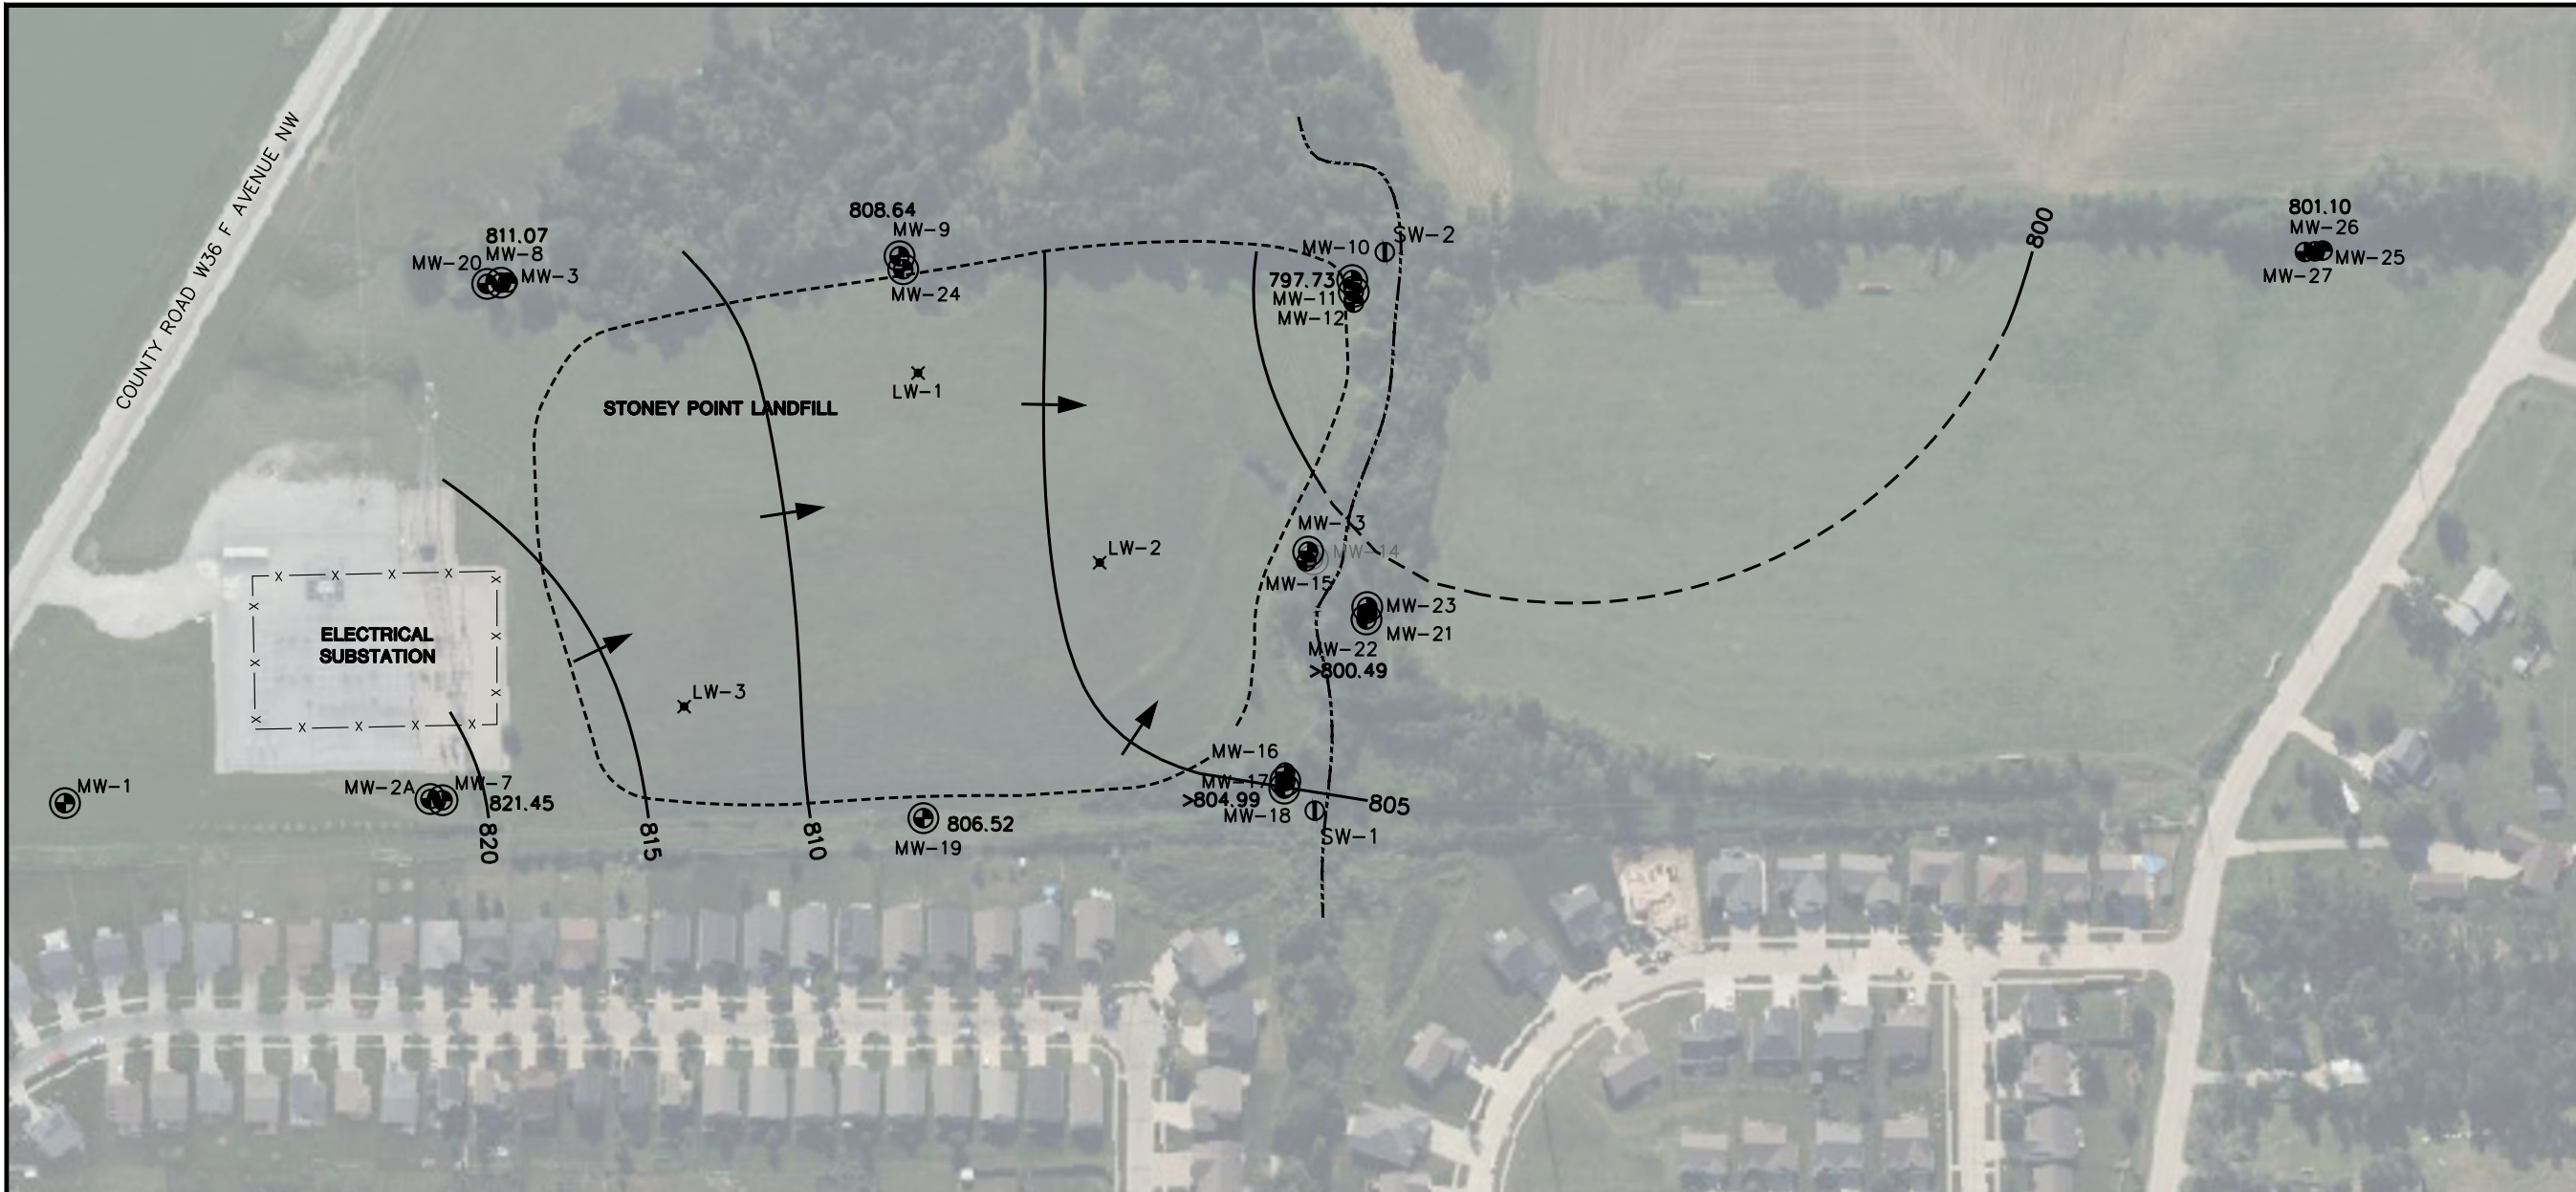 COUNTY ROAD W36 F AVENUE NW
811.07
MW-8
MW-20
MW-3
808.64
MW-9
MW-24
LW-1
STONEY POINT LANDFILL
MW-10
SW-2
797.73
MW-11
MW-12
800
801.10
MW-26
MW-25
MW-27
MW-13
MW-14
MW-15
LW-2
MW-23
MW-21
MW-22
>800.49
ELECTRICAL
SUBSTATION
X X X X X
X X
X X
X X
X X X X X
LW-3
MW-1
MW-2A
MW-7
821.45
820
815
810
806.52
MW-19
MW-16
MW-17
>804.99
MW-18
805
SW-1